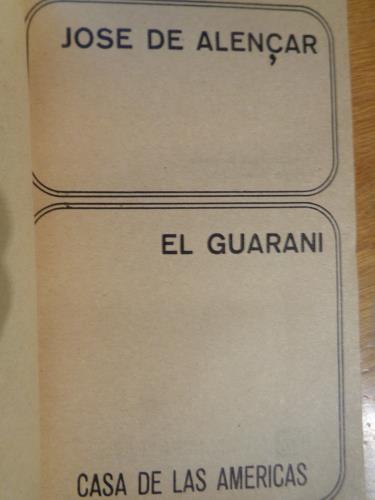 JOSE DE ALENÇAR
EL GUARANI
CASA DE LAS AMERICAS